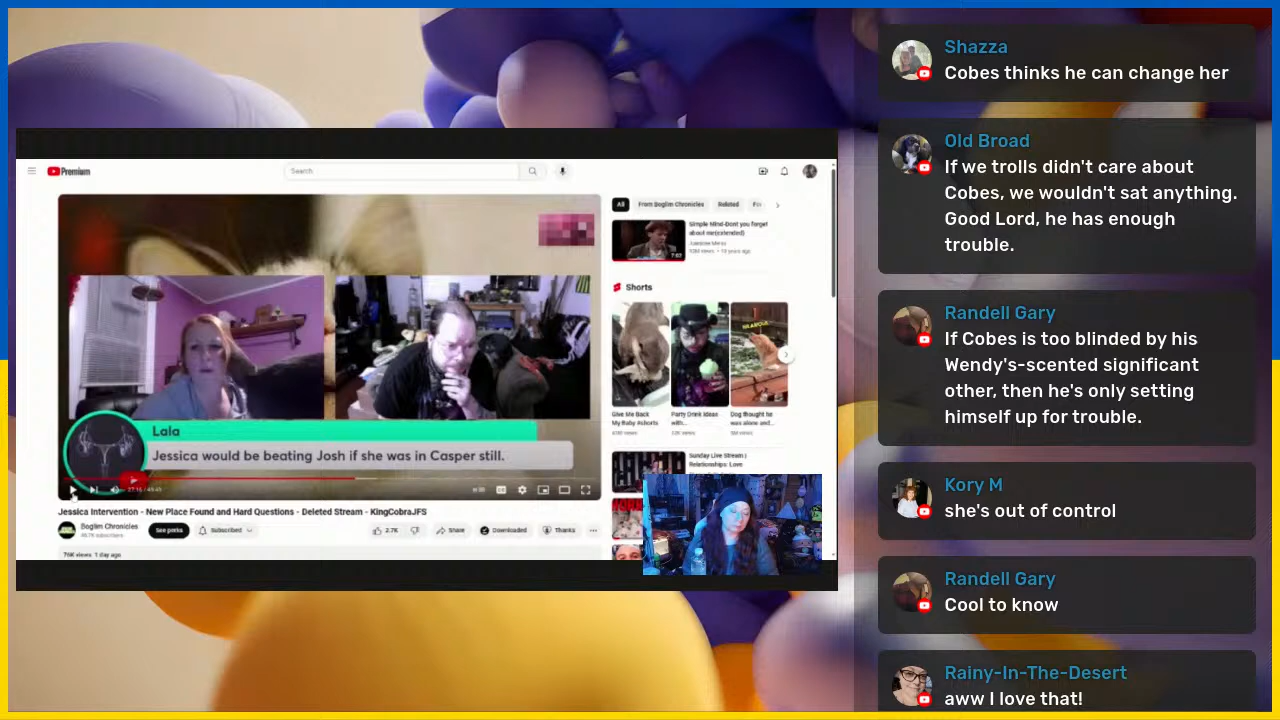 Premium
Search
All
From Boglim Chronicles
Related
Simple Mind-Dont you forget
about me(extended)
7:03
Shorts
Lala
Jessica would be beating Josh if she was in Casper still.
Give Me Back
My Baby #shorts
Party Drink Ideas
with...
Dog thought he
was alone and...
Sunday Live Stream |
Relationships: Love
Jessica Intervention - New Place Found and Hard Questions - Deleted Stream - KingCobraJFS
Boglim Chronicles
See perks
Subscribed
2.7K
Share
Downloaded
Thanks
76K views 1 day ago
Shazza
Cobes thinks he can change her
Old Broad
If we trolls didn't care about
Cobes, we wouldn't sat anything.
Good Lord, he has enough
trouble.
Randell Gary
If Cobes is too blinded by his
Wendy's-scented significant
other, then he's only setting
himself up for trouble.
Kory M
she's out of control
Randell Gary
Cool to know
Rainy-In-The-Desert
aww I love that!